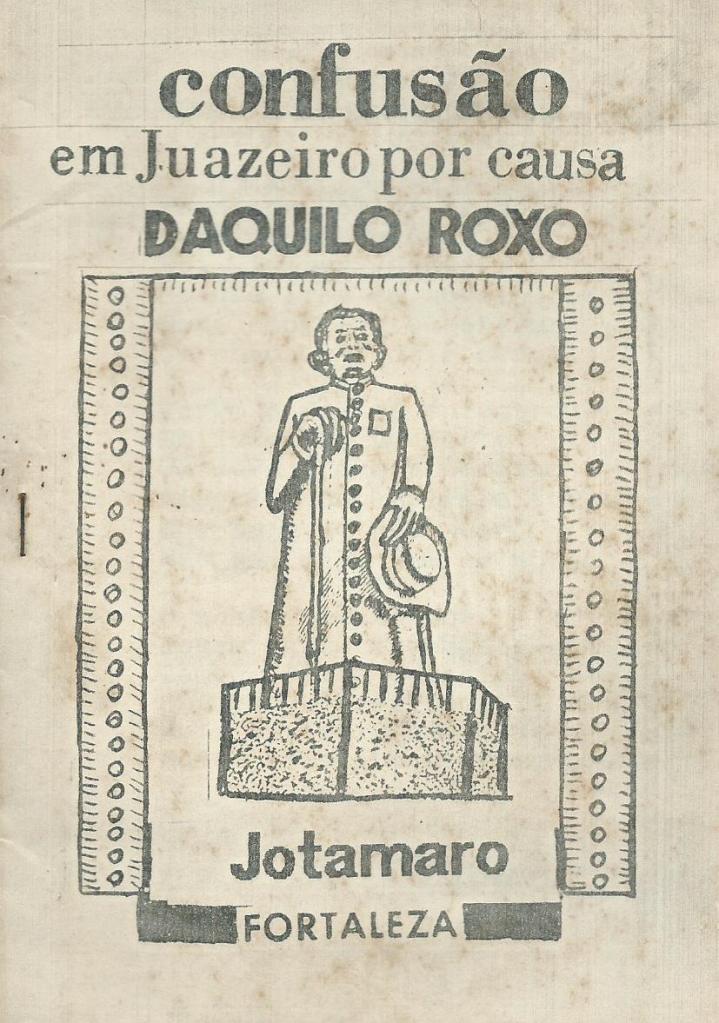 confusão
em Juazeiro por causa
DAQUILO ROXO
Jotamaro
FORTALEZA